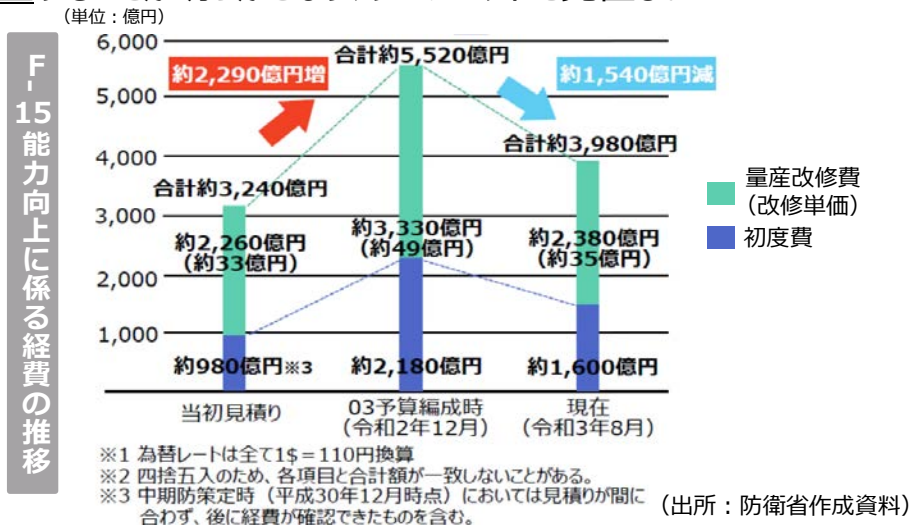 （単位：億円）
F-15能力向上に係る経費の推移
6,000
5,000
4,000
3,000
2,000
1,000
約2,290億円増
合計約5,520億円
約1,540億円減
合計約3,980億円
合計約3,240億円
約2,260億円
（約33億円）
約3,330億円
（約49億円）
約2,380億円
（約35億円）
約980億円※3
約2,180億円
約1,600億円
当初見積り
03予算編成時
（令和2年12月）
現在
（令和3年8月）
量産改修費
（改修単価）
初度費
※1 為替レートは全て1$＝110円換算
※2 四捨五入のため、各項目と合計額が一致しないことがある。
※3 中期防策定時（平成30年12月時点）においては見積りが間に
合わず、後に経費が確認できたものを含む。
（出所：防衛省作成資料）